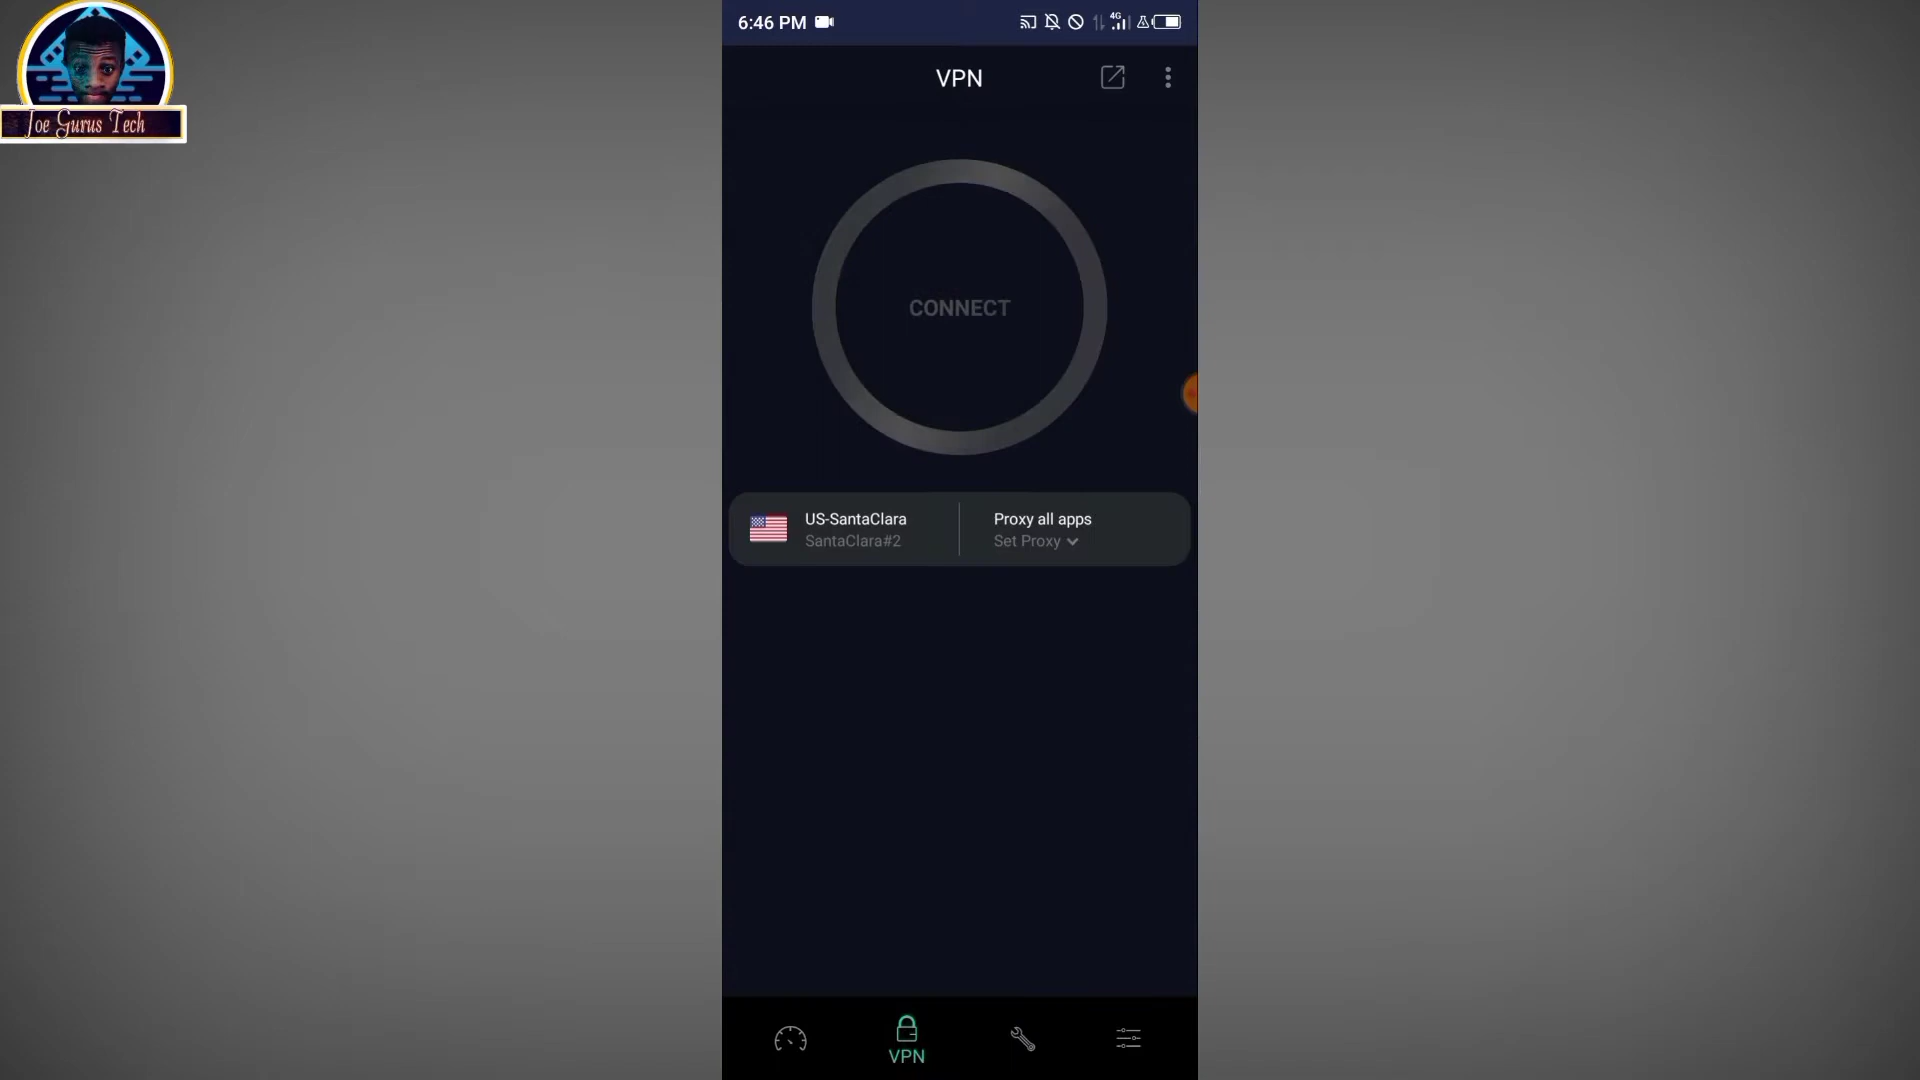 Joe Gurus Tech
6:46 PM
4G
VPN
CONNECT
US-SantaClara
SantaClara#2
Proxy all apps
Set Proxy
VPN